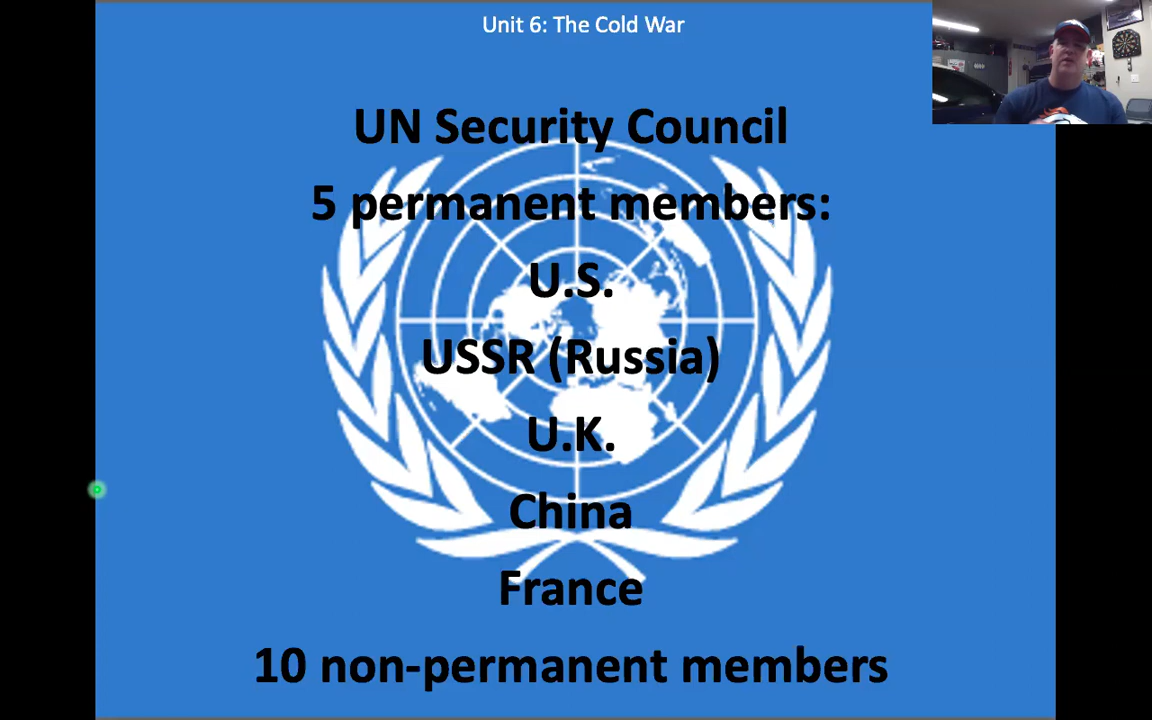 Unit 6: The Cold War
UN Security Council
5 permanent members:
U.S.
USSR (Russia)
U.K.
China
France
10 non-permanent members